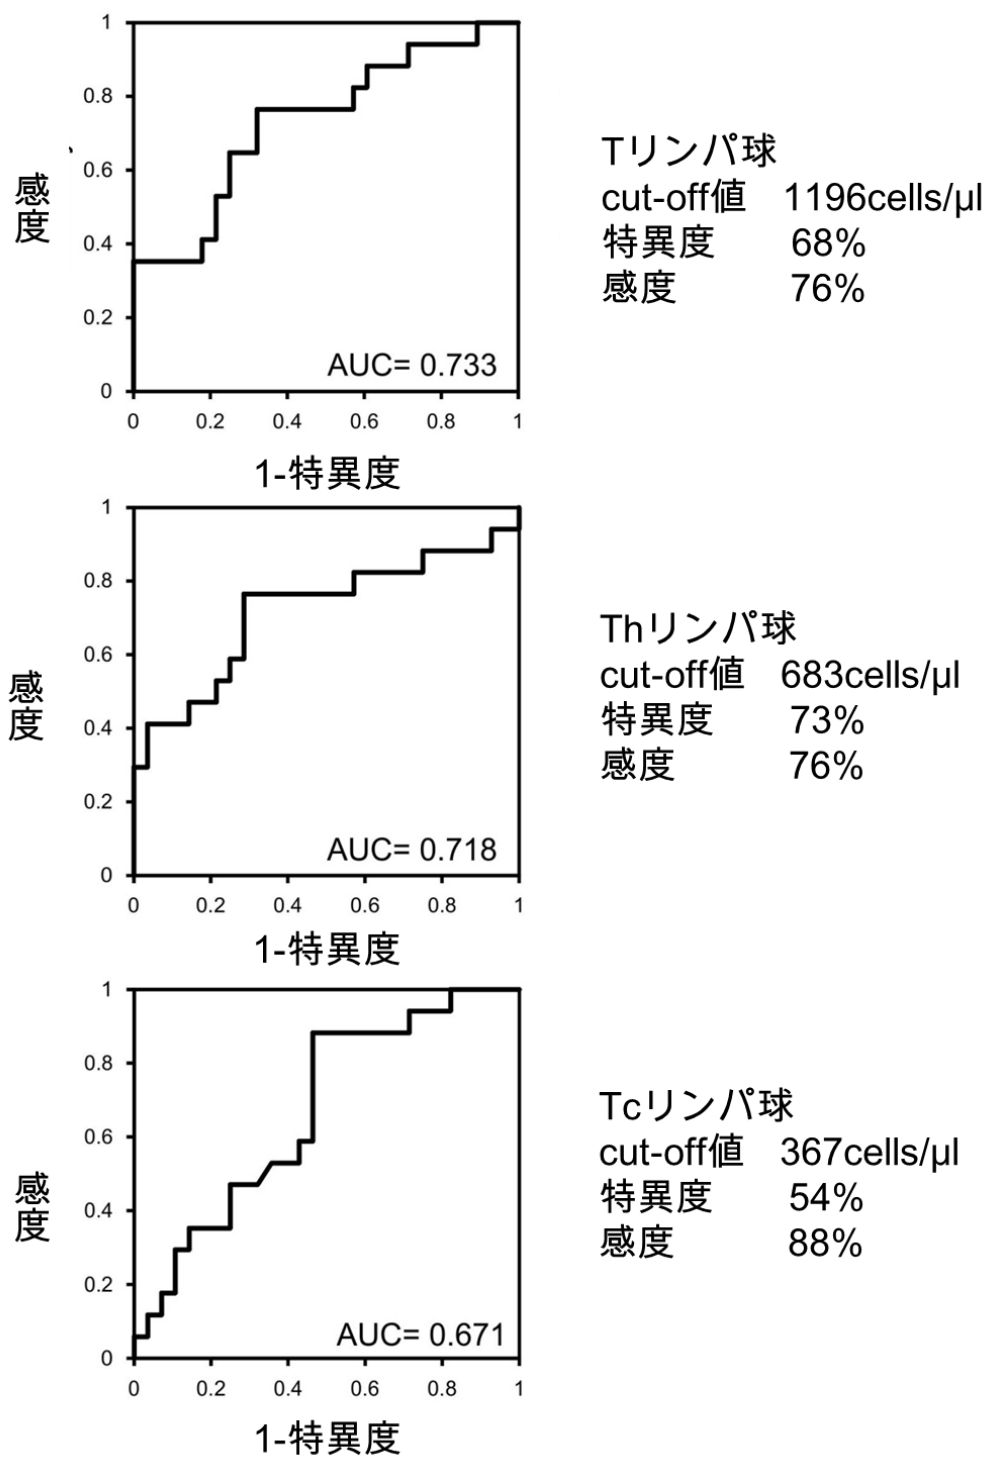 1
0.8
0.6
0.4
0.2
0
感度
AUC= 0.733
0 0.2 0.4 0.6 0.8 1
1-特異度
Tリンパ球
cut-off値 1196cells/μl
特異度 68%
感度 76%
1
0.8
0.6
0.4
0.2
0
感度
AUC= 0.718
0 0.2 0.4 0.6 0.8 1
1-特異度
Thリンパ球
cut-off値 683cells/μl
特異度 73%
感度 76%
1
0.8
0.6
0.4
0.2
0
感度
AUC= 0.671
0 0.2 0.4 0.6 0.8 1
1-特異度
Tcリンパ球
cut-off値 367cells/μl
特異度 54%
感度 88%